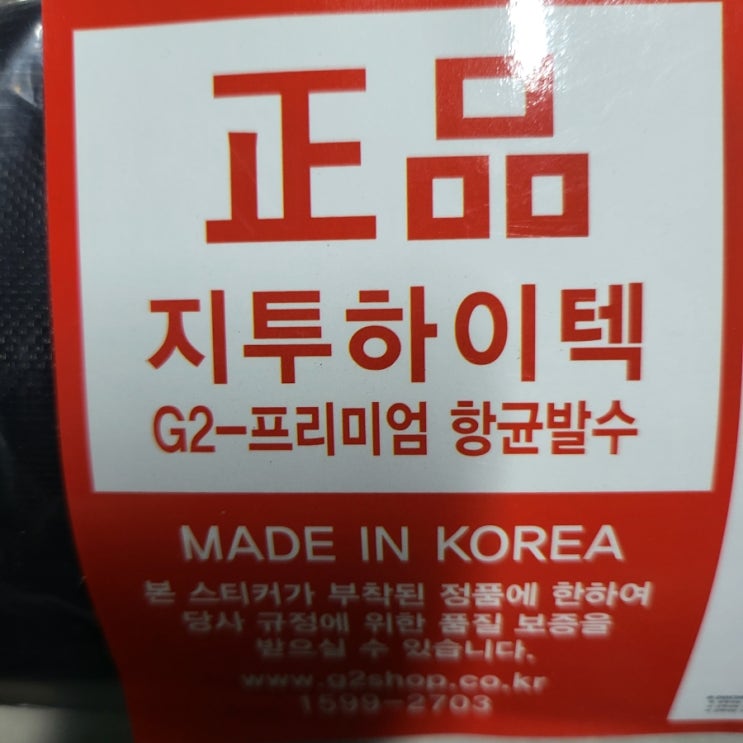 正品
지투하이텍
G2-프리미엄 항균발수
MADE IN KOREA
본 스티커가 부착된 정품에 한하여
당사 규정에 위한 품질 보증을
받으실 수 있습니다.
www.g2shop.co.kr
1599-2703